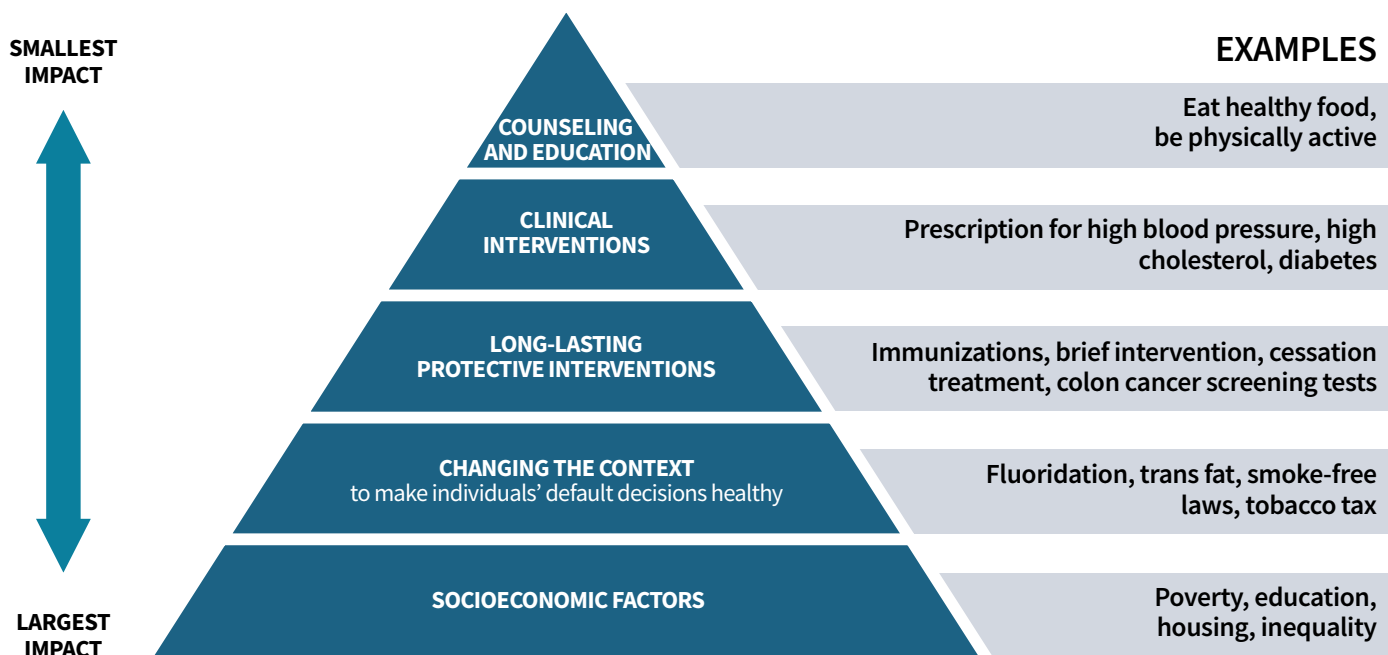 SMALLEST
IMPACT
EXAMPLES
COUNSELING
AND EDUCATION
Eat healthy food,
be physically active
CLINICAL
INTERVENTIONS
Prescription for high blood pressure, high
cholesterol, diabetes
LONG-LASTING
PROTECTIVE INTERVENTIONS
Immunizations, brief intervention, cessation
treatment, colon cancer screening tests
CHANGING THE CONTEXT
to make individuals’ default decisions healthy
Fluoridation, trans fat, smoke-free
laws, tobacco tax
SOCIOECONOMIC FACTORS
Poverty, education,
housing, inequality
LARGEST
IMPACT